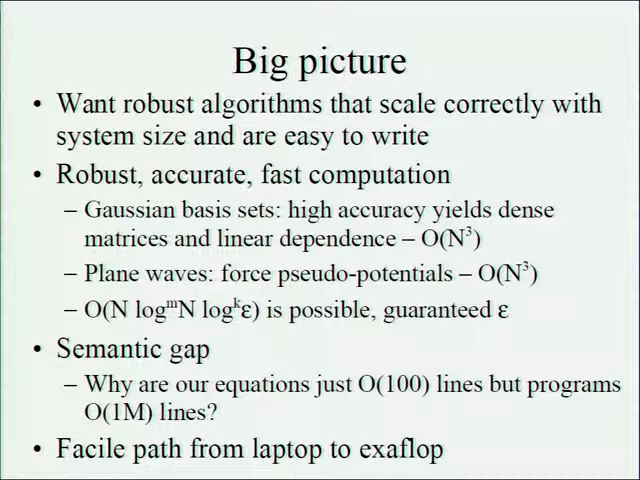 Big picture
• Want robust algorithms that scale correctly with
system size and are easy to write
• Robust, accurate, fast computation
– Gaussian basis sets: high accuracy yields dense
matrices and linear dependence – O(N³)
– Plane waves: force pseudo-potentials – O(N³)
– O(N logᵐN logᵏε) is possible, guaranteed ε
• Semantic gap
– Why are our equations just O(100) lines but programs
O(1M) lines?
• Facile path from laptop to exaflop